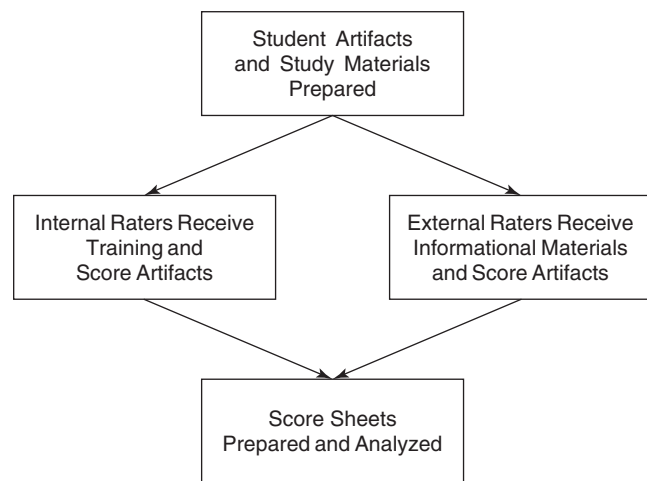 Student Artifacts
and Study Materials
Prepared
Internal Raters Receive
Training and
Score Artifacts
External Raters Receive
Informational Materials
and Score Artifacts
Score Sheets
Prepared and Analyzed